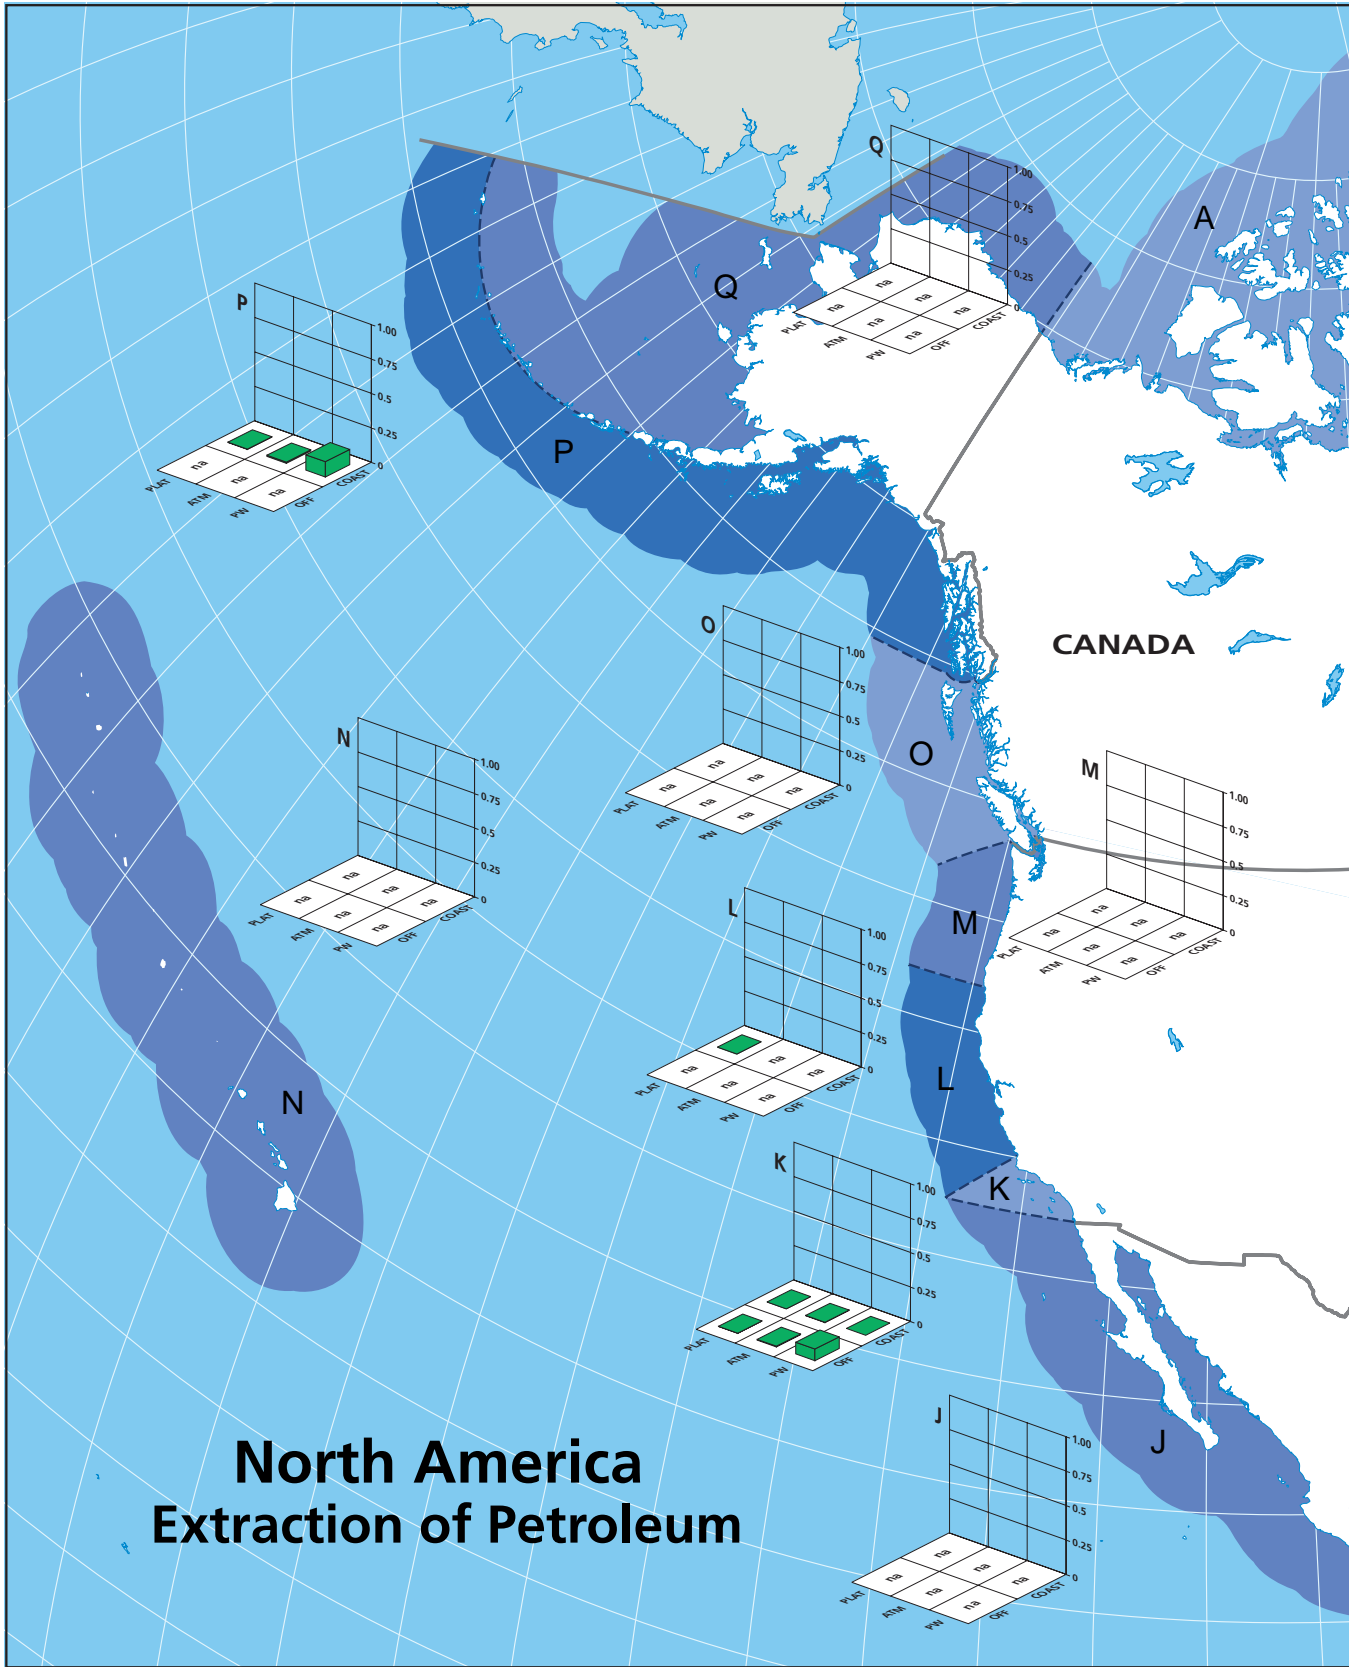 Q
1.00
0.75
0.5
0.25
0
na
na
na
na
na
na
PLAT
ATM
PW
OFF
COAST
A
Q
P
1.00
0.75
0.5
0.25
0
na
na
na
PLAT
ATM
PW
OFF
COAST
P
O
1.00
0.75
0.5
0.25
0
na
na
na
na
na
na
PLAT
ATM
PW
OFF
COAST
CANADA
O
N
1.00
0.75
0.5
0.25
0
na
na
na
na
na
na
PLAT
ATM
PW
OFF
COAST
M
1.00
0.75
0.5
0.25
0
na
na
na
na
na
na
PLAT
ATM
PW
OFF
COAST
M
L
1.00
0.75
0.5
0.25
0
na
na
na
na
na
PLAT
ATM
PW
OFF
COAST
L
N
K
1.00
0.75
0.5
0.25
0
PLAT
ATM
PW
OFF
COAST
K
J
1.00
0.75
0.5
0.25
0
na
na
na
na
na
na
PLAT
ATM
PW
OFF
COAST
J
North America
Extraction of Petroleum